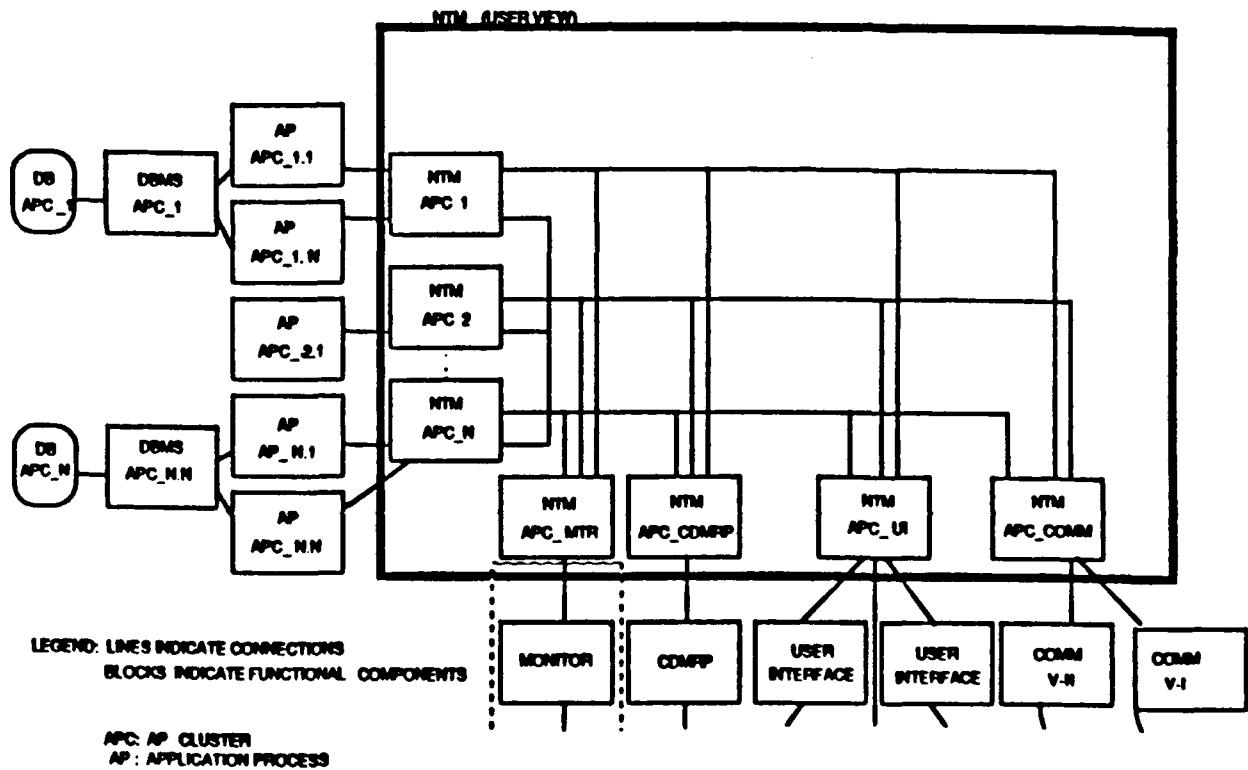 NTM (USER VIEW)
AP
APC_1.1
DB
APC_1
DBMS
APC_1
AP
APC_1.N
NTM
APC 1
NTM
APC 2
AP
APC_2.1
NTM
APC_N
AP
AP_N.1
DB
APC_N
DBMS
APC_N.N
AP
APC_N.N
NTM
APC_MTR
NTM
APC_CDMRP
NTM
APC_UI
NTM
APC_COMM
MONITOR
CDMRP
USER
INTERFACE
USER
INTERFACE
COMM
V-II
COMM
V-I
LEGEND: LINES INDICATE CONNECTIONS
BLOCKS INDICATE FUNCTIONAL COMPONENTS
APC: AP CLUSTER
AP : APPLICATION PROCESS